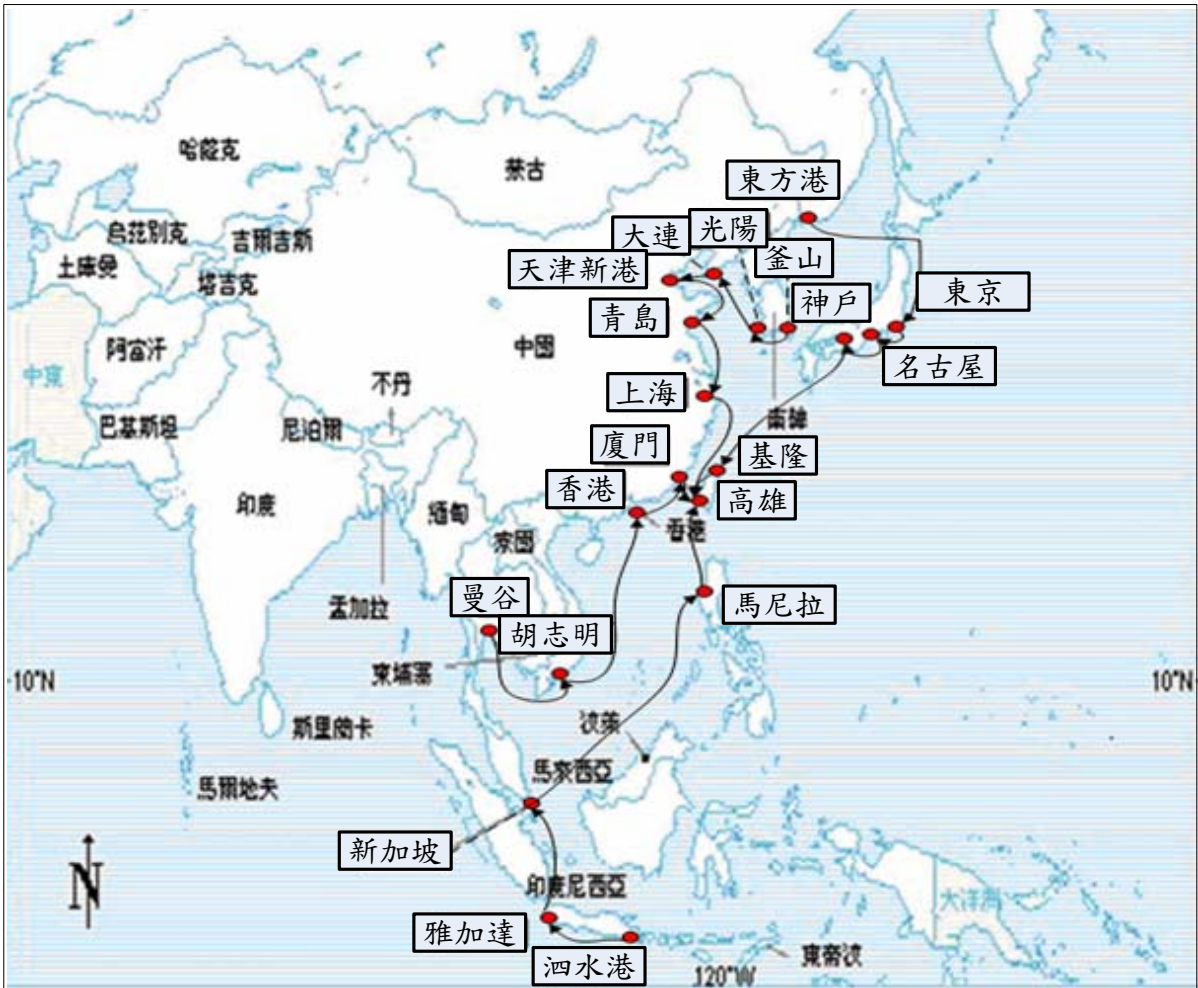 哈薩克
蒙古
東方港
烏茲別克
吉爾吉斯
大連
光陽
釜山
土庫曼
塔吉克
天津新港
神戶
東京
青島
阿富汗
中國
名古屋
中東
不丹
上海
巴基斯坦
尼泊爾
南韓
廈門
基隆
香港
高雄
印度
緬甸
寮國
香港
曼谷
馬尼拉
孟加拉
胡志明
柬埔寨
10°N
10°N
斯里蘭卡
汶萊
馬爾地夫
馬來西亞
新加坡
N
印度尼西亞
大洋洲
雅加達
泗水港
東帝汶
120°W